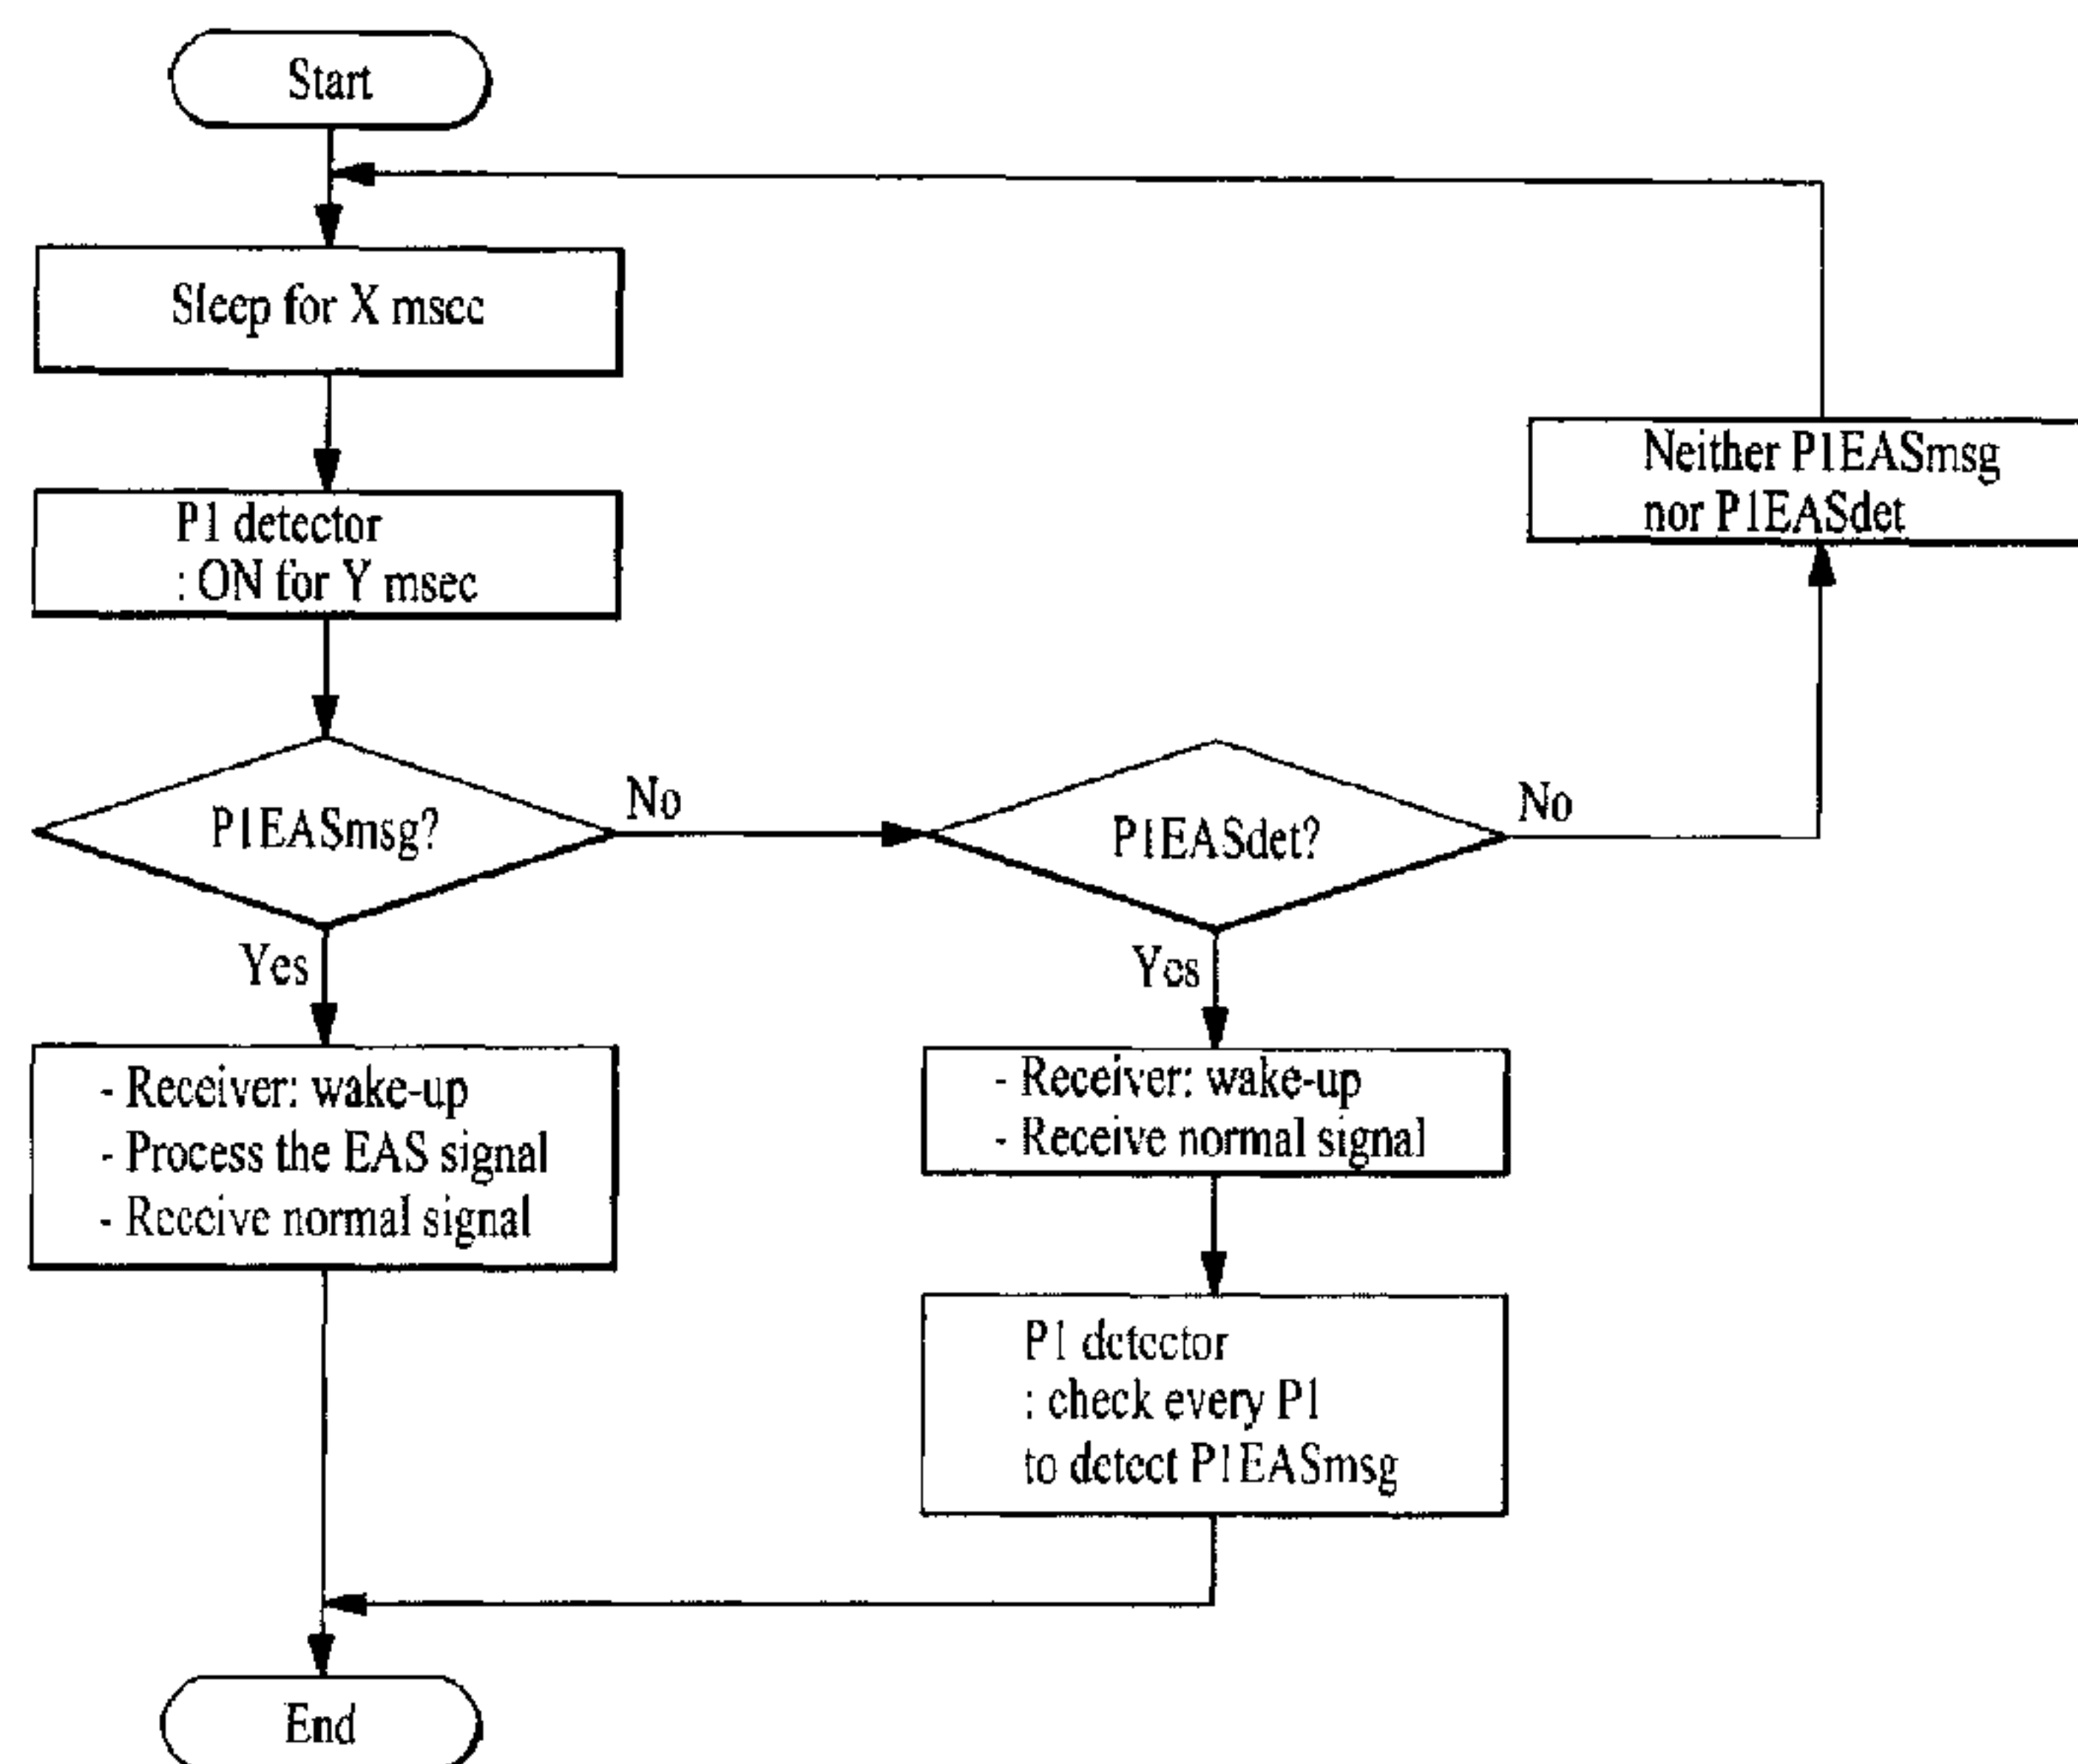 Start
Sleep for X msec
P1 detector
: ON for Y msec
Neither P1EASmsg
nor P1EASdet
P1EASmsg?
No
P1EASdet?
No
Yes
Yes
- Receiver: wake-up
- Process the EAS signal
- Receive normal signal
- Receiver: wake-up
- Receive normal signal
P1 detector
: check every P1
to detect P1EASmsg
End